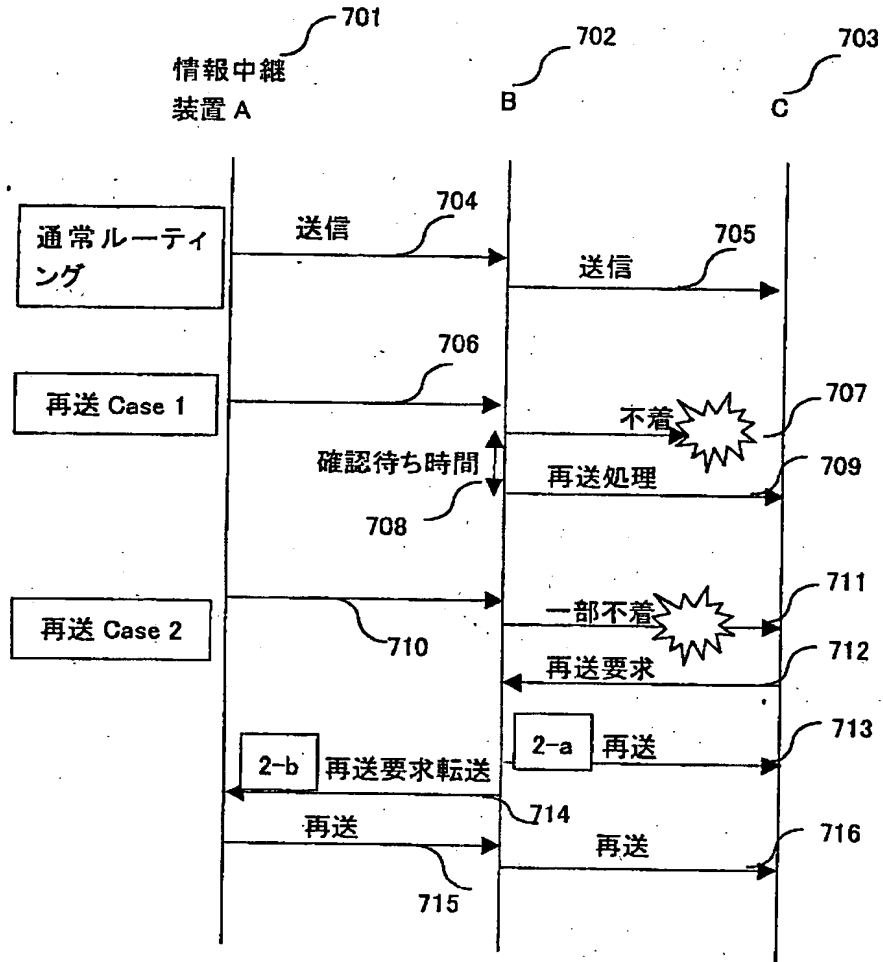 701
702
703
情報中継
装置 A
B
C
704
通常ルーティ
ング
送信
705
送信
706
再送 Case 1
不着
707
確認待ち時間
再送処理
709
708
711
一部不着
再送 Case 2
710
712
再送要求
713
2-a 再送
2-b 再送要求転送
714
再送
716
再送
715